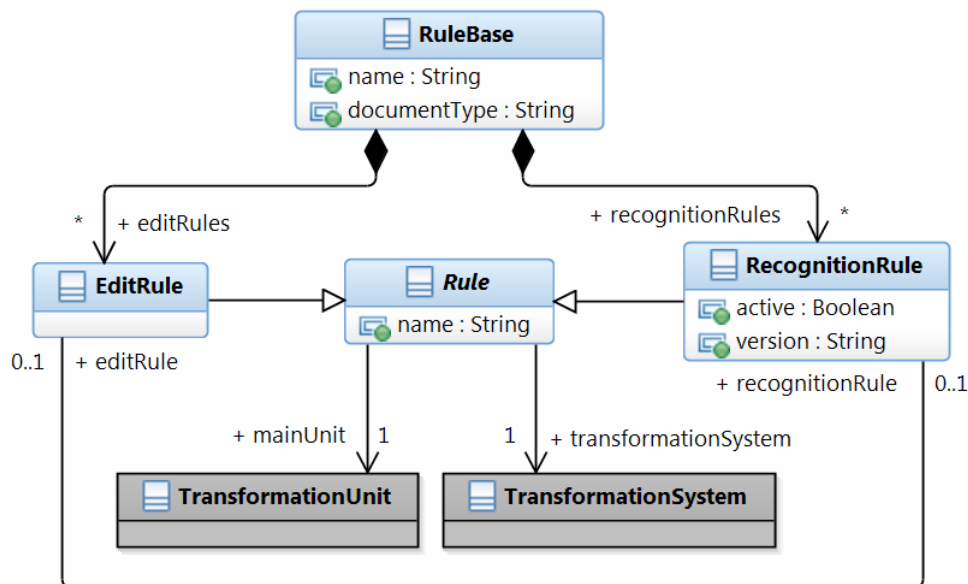 RuleBase
name : String
documentType : String
* + editRules
+ recognitionRules *
EditRule
Rule
name : String
RecognitionRule
active : Boolean
version : String
0..1 + editRule
+ recognitionRule 0..1
+ mainUnit 1
1 + transformationSystem
TransformationUnit
TransformationSystem